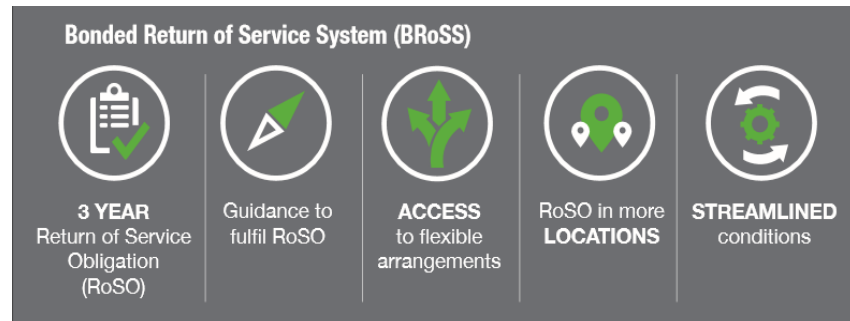 Bonded Return of Service System (BRoSS)
3 YEAR
Return of Service
Obligation
(RoSO)
Guidance to
fulfil RoSO
ACCESS
to flexible
arrangements
RoSO in more
LOCATIONS
STREAMLINED
conditions